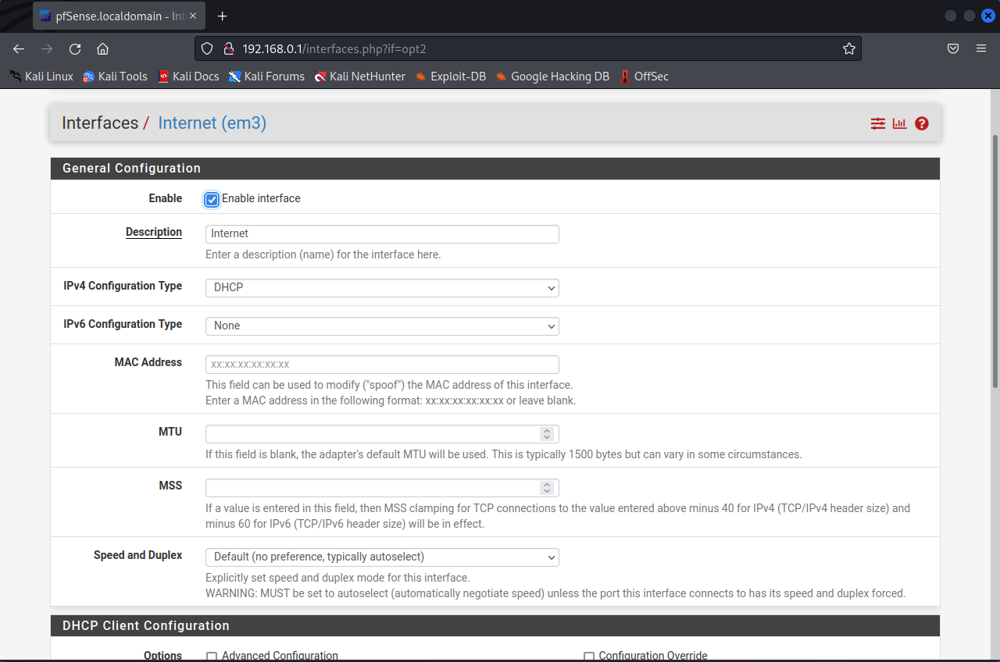 pfSense.localdomain - Int
192.168.0.1/interfaces.php?if=opt2
Kali Linux Kali Tools Kali Docs Kali Forums Kali NetHunter Exploit-DB Google Hacking DB OffSec
Interfaces / Internet (em3)
General Configuration
Enable Enable interface
Description Internet
Enter a description (name) for the interface here.
IPv4 Configuration Type DHCP
IPv6 Configuration Type None
MAC Address xx:xx:xx:xx:xx:xx
This field can be used to modify ("spoof") the MAC address of this interface.
Enter a MAC address in the following format: xx:xx:xx:xx:xx:xx or leave blank.
MTU
If this field is blank, the adapter's default MTU will be used. This is typically 1500 bytes but can vary in some circumstances.
MSS
If a value is entered in this field, then MSS clamping for TCP connections to the value entered above minus 40 for IPv4 (TCP/IPv4 header size) and
minus 60 for IPv6 (TCP/IPv6 header size) will be in effect.
Speed and Duplex Default (no preference, typically autoselect)
Explicitly set speed and duplex mode for this interface.
WARNING: MUST be set to autoselect (automatically negotiate speed) unless the port this interface connects to has its speed and duplex forced.
DHCP Client Configuration
Options Advanced Configuration Configuration Override